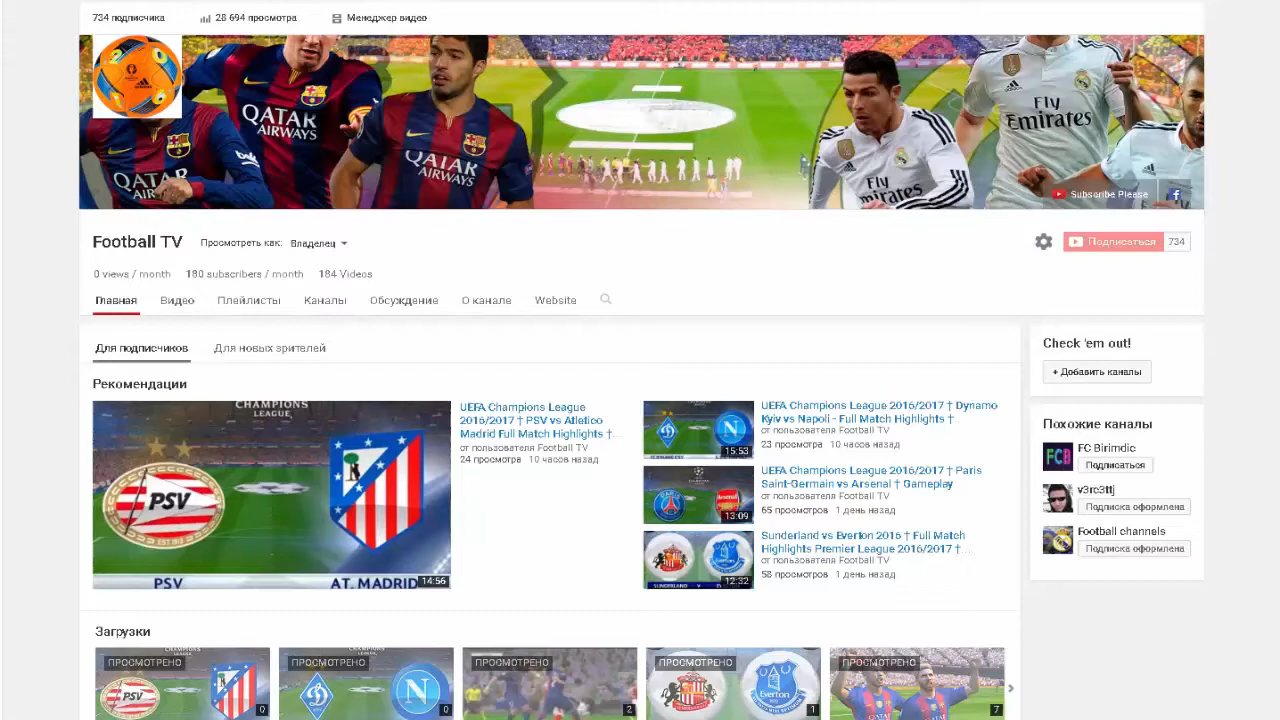 734 подписчика
28 694 просмотра
Менеджер видео
QATAR AIRWAYS
QATAR
QATAR AIRWAYS
Fly Emirates
Fly Emirates
Subscribe Please
Football TV
Просмотреть как: Владелец
Подписаться 734
0 views / month 180 subscribers / month 184 Videos
Главная Видео Плейлисты Каналы Обсуждение О канале Website
Для подписчиков Для новых зрителей
Рекомендации
CHAMPIONS LEAGUE
PSV
PSV
AT. MADRID
14:56
UEFA Champions League
2016/2017 † PSV vs Atletico
Madrid Full Match Highlights †...
от пользователя Football TV
24 просмотра 10 часов назад
15:53
UEFA Champions League 2016/2017 † Dynamo
Kyiv vs Napoli - Full Match Highlights †
от пользователя Football TV
23 просмотра 10 часов назад
13:09
UEFA Champions League 2016/2017 † Paris
Saint-Germain vs Arsenal † Gameplay
от пользователя Football TV
65 просмотров 1 день назад
SUNDERLAND V
12:32
Sunderland vs Everton 2016 † Full Match
Highlights Premier League 2016/2017 †...
от пользователя Football TV
58 просмотров 1 день назад
Check 'em out!
+ Добавить каналы
Похожие каналы
FCB
FC Birimdic
Подписаться
v3rc3ttj
Подписка оформлена
Football channels
Подписка оформлена
Загрузки
ПРОСМОТРЕНО
PSV
0
ПРОСМОТРЕНО
0
ПРОСМОТРЕНО
2
ПРОСМОТРЕНО
Everton
1
ПРОСМОТРЕНО
7